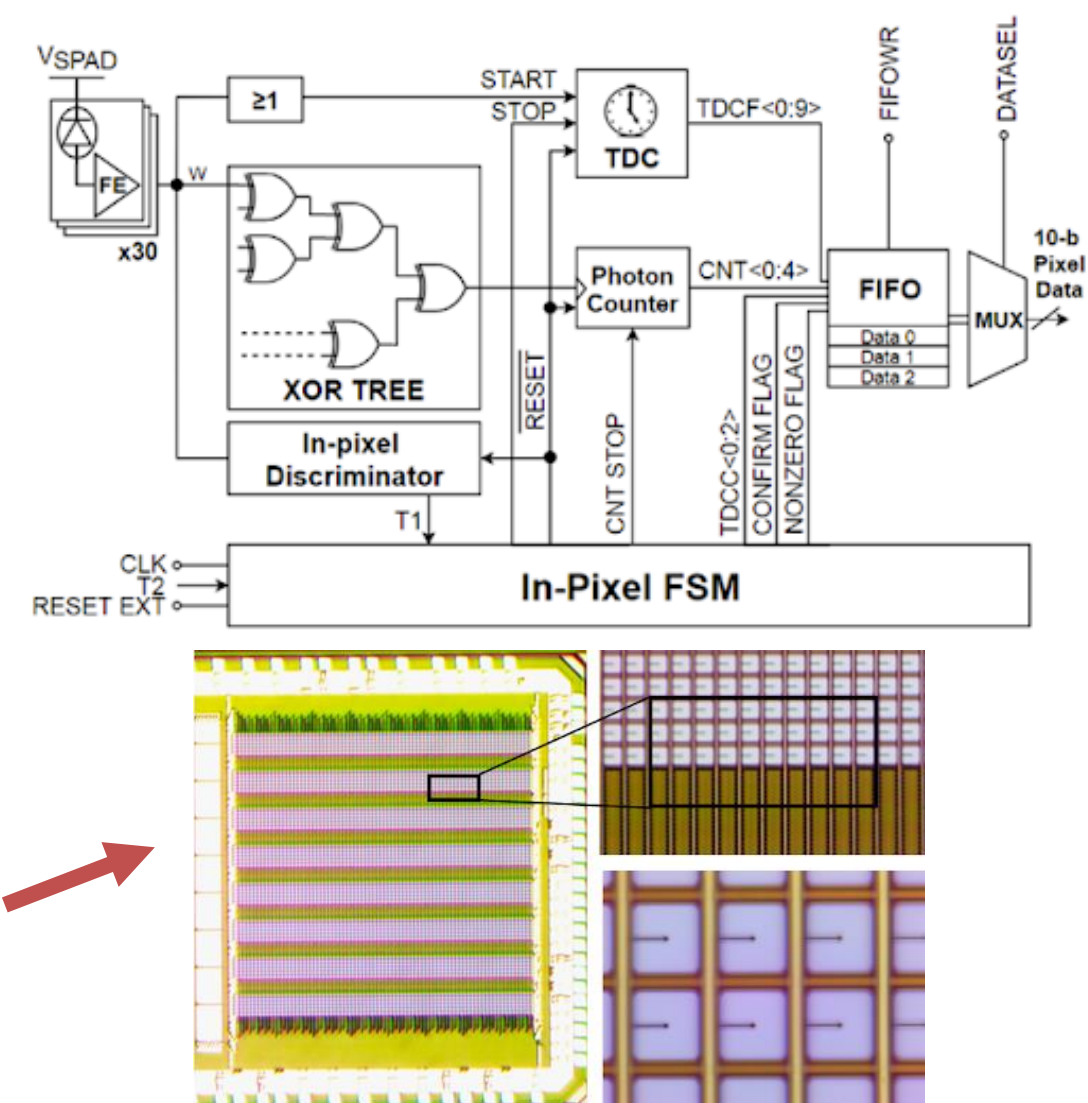 VSPAD
FE
x30
≥1
W
START
STOP
TDC
TDCF<0:9>
FIFOWR
DATASEL
XOR TREE
RESET
Photon
Counter
CNT<0:4>
FIFO
Data 0
Data 1
Data 2
MUX
10-b
Pixel
Data
In-pixel
Discriminator
T1
CNT STOP
TDCC<0:2>
CONFIRM FLAG
NONZERO FLAG
CLK
T2
RESET EXT
In-Pixel FSM